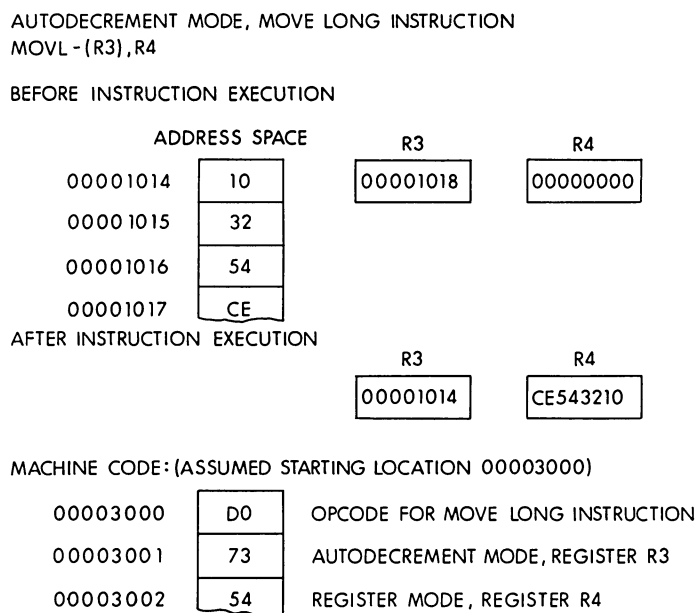 AUTODECREMENT MODE, MOVE LONG INSTRUCTION
MOVL -(R3),R4
BEFORE INSTRUCTION EXECUTION
ADDRESS SPACE R3 R4
00001014 10 00001018 00000000
00001015 32
00001016 54
00001017 CE
AFTER INSTRUCTION EXECUTION
R3 R4
00001014 CE543210
MACHINE CODE: (ASSUMED STARTING LOCATION 00003000)
00003000 D0 OPCODE FOR MOVE LONG INSTRUCTION
00003001 73 AUTODECREMENT MODE, REGISTER R3
00003002 54 REGISTER MODE, REGISTER R4